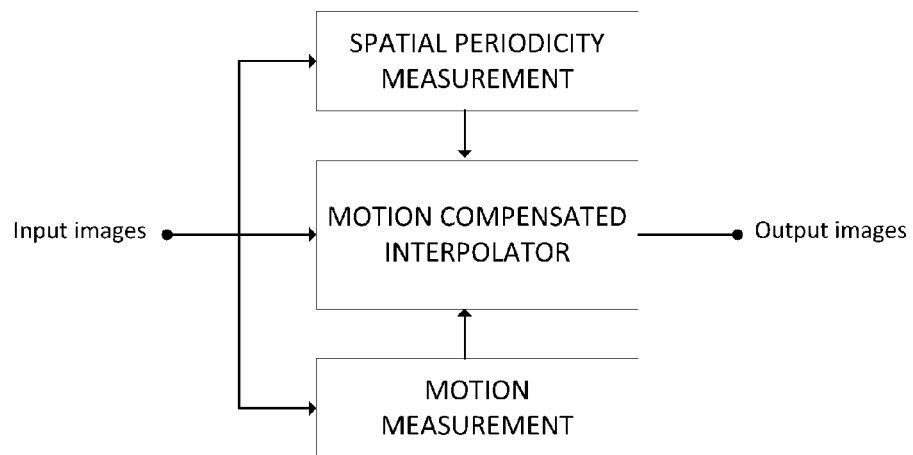 SPATIAL PERIODICITY
MEASUREMENT
Input images
MOTION COMPENSATED
INTERPOLATOR
Output images
MOTION
MEASUREMENT